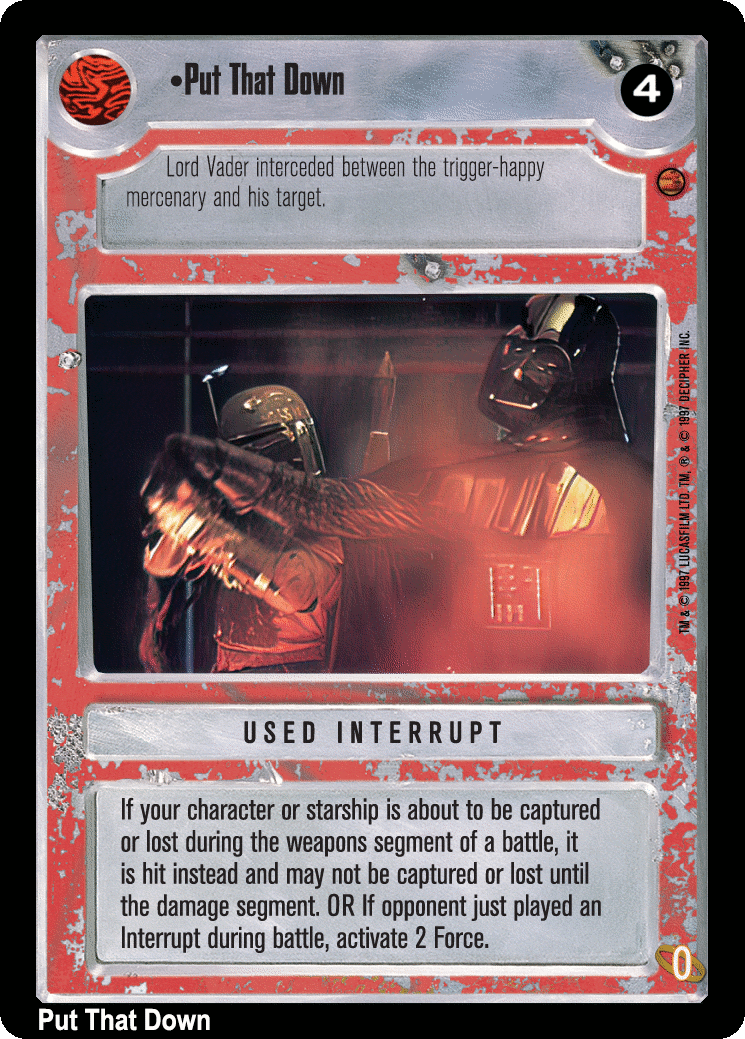 •Put That Down
4
Lord Vader interceded between the trigger-happy
mercenary and his target.
TM & © 1997 LUCASFILM LTD. TM, ® & © 1997 DECIPHER INC.
USED INTERRUPT
If your character or starship is about to be captured
or lost during the weapons segment of a battle, it
is hit instead and may not be captured or lost until
the damage segment. OR If opponent just played an
Interrupt during battle, activate 2 Force.
0
Put That Down